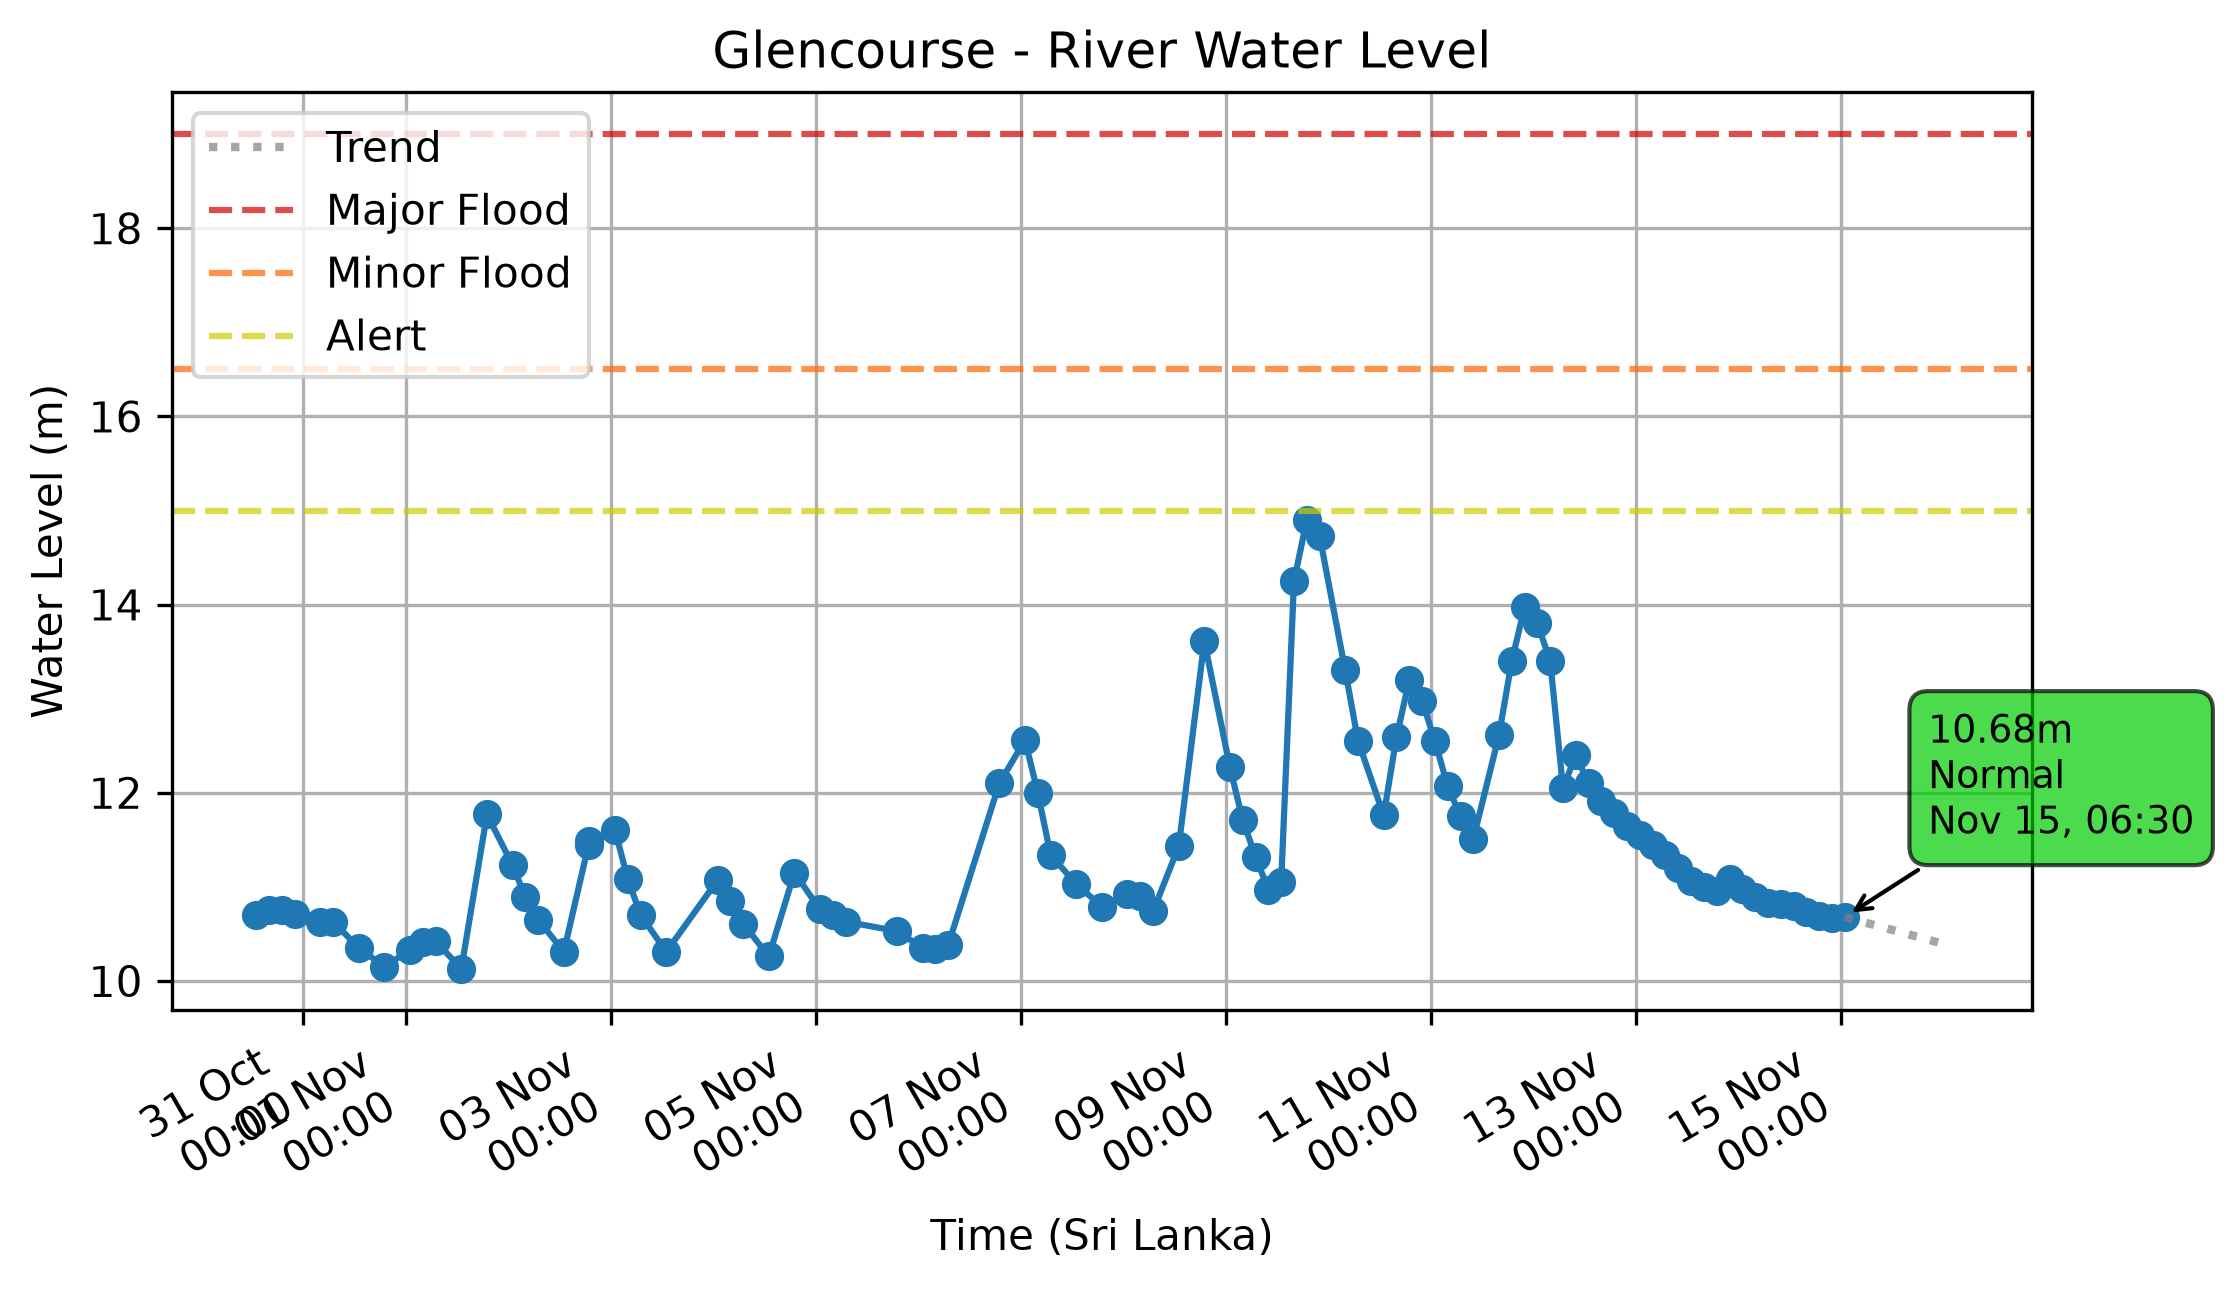 Glencourse - River Water Level
Trend
Major Flood
Minor Flood
Alert
Water Level (m)
18
16
14
12
10
10.68m
Normal
Nov 15, 06:30
31 Oct
00:00
01 Nov
00:00
03 Nov
00:00
05 Nov
00:00
07 Nov
00:00
09 Nov
00:00
11 Nov
00:00
13 Nov
00:00
15 Nov
00:00
Time (Sri Lanka)